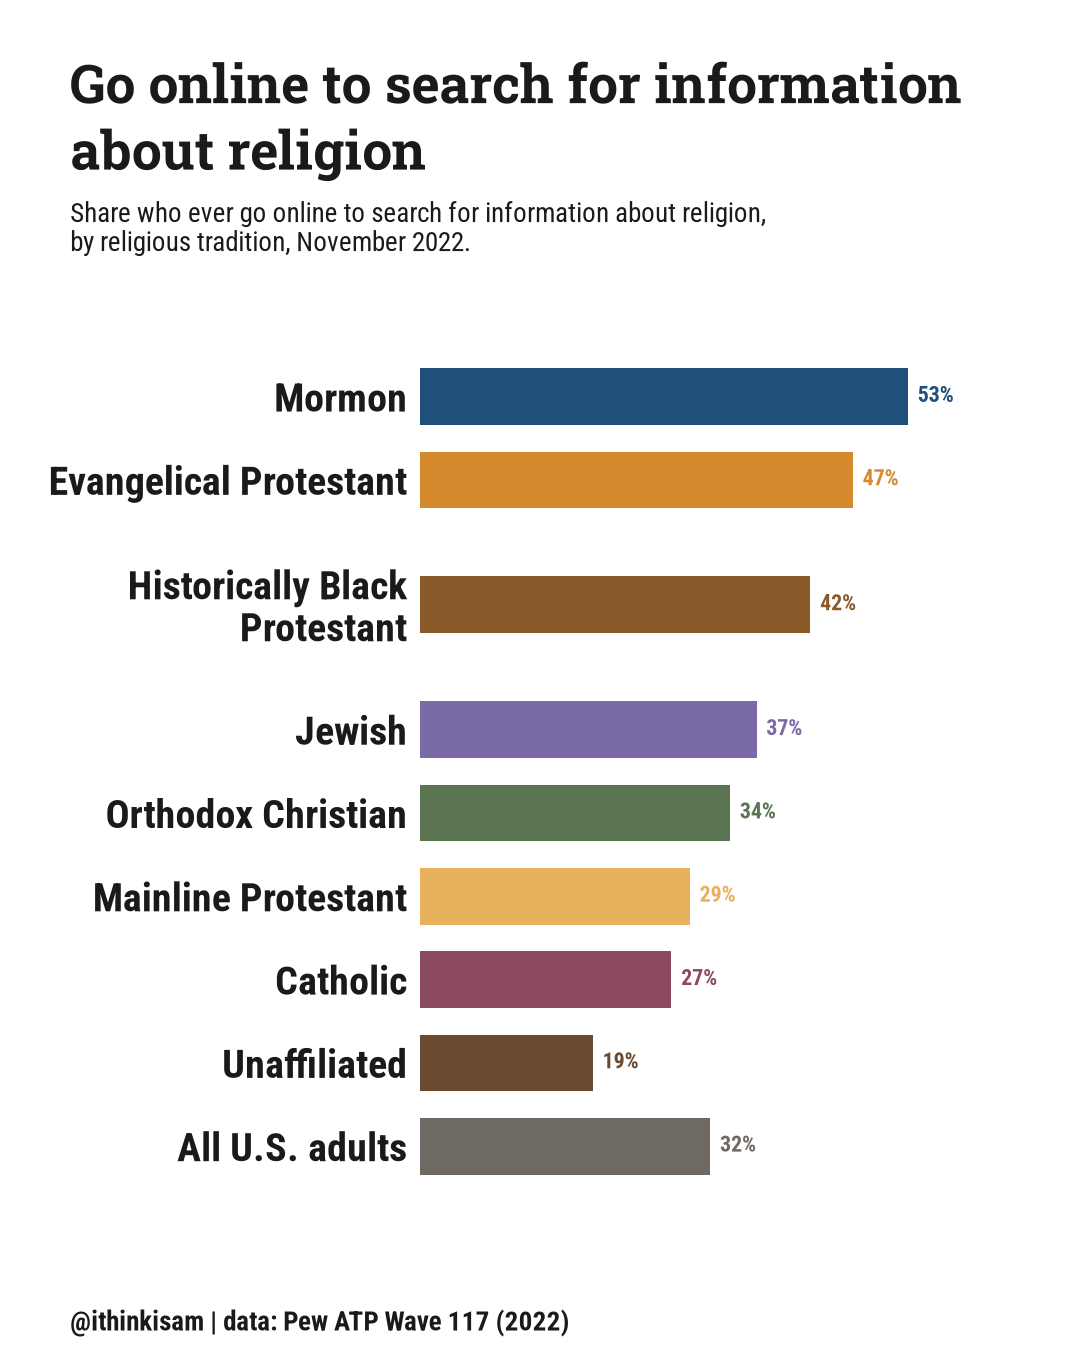 Go online to search for information
about religion
Share who ever go online to search for information about religion,
by religious tradition, November 2022.
Mormon 53%
Evangelical Protestant 47%
Historically Black
Protestant 42%
Jewish 37%
Orthodox Christian 34%
Mainline Protestant 29%
Catholic 27%
Unaffiliated 19%
All U.S. adults 32%
@ithinkisam | data: Pew ATP Wave 117 (2022)